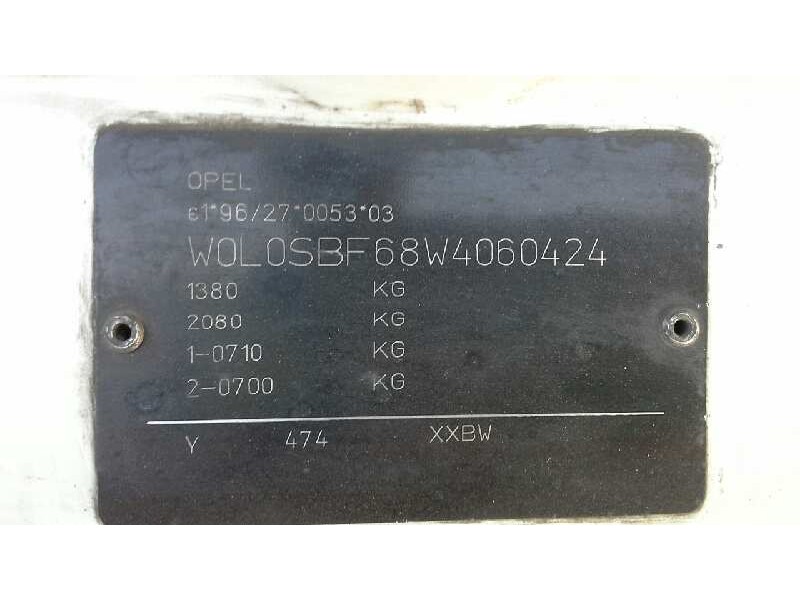 OPEL
e1*96/27*0053*03
W0L0SBF68W4060424
1380 KG
2080 KG
1-0710 KG
2-0700 KG
Y 474 XXBW